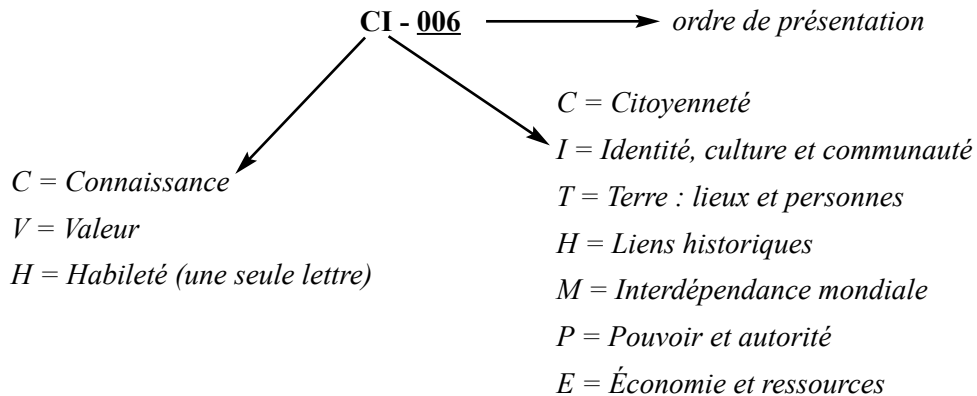 CI - 006
ordre de présentation
C = Connaissance
V = Valeur
H = Habileté (une seule lettre)
C = Citoyenneté
I = Identité, culture et communauté
T = Terre : lieux et personnes
H = Liens historiques
M = Interdépendance mondiale
P = Pouvoir et autorité
E = Économie et ressources